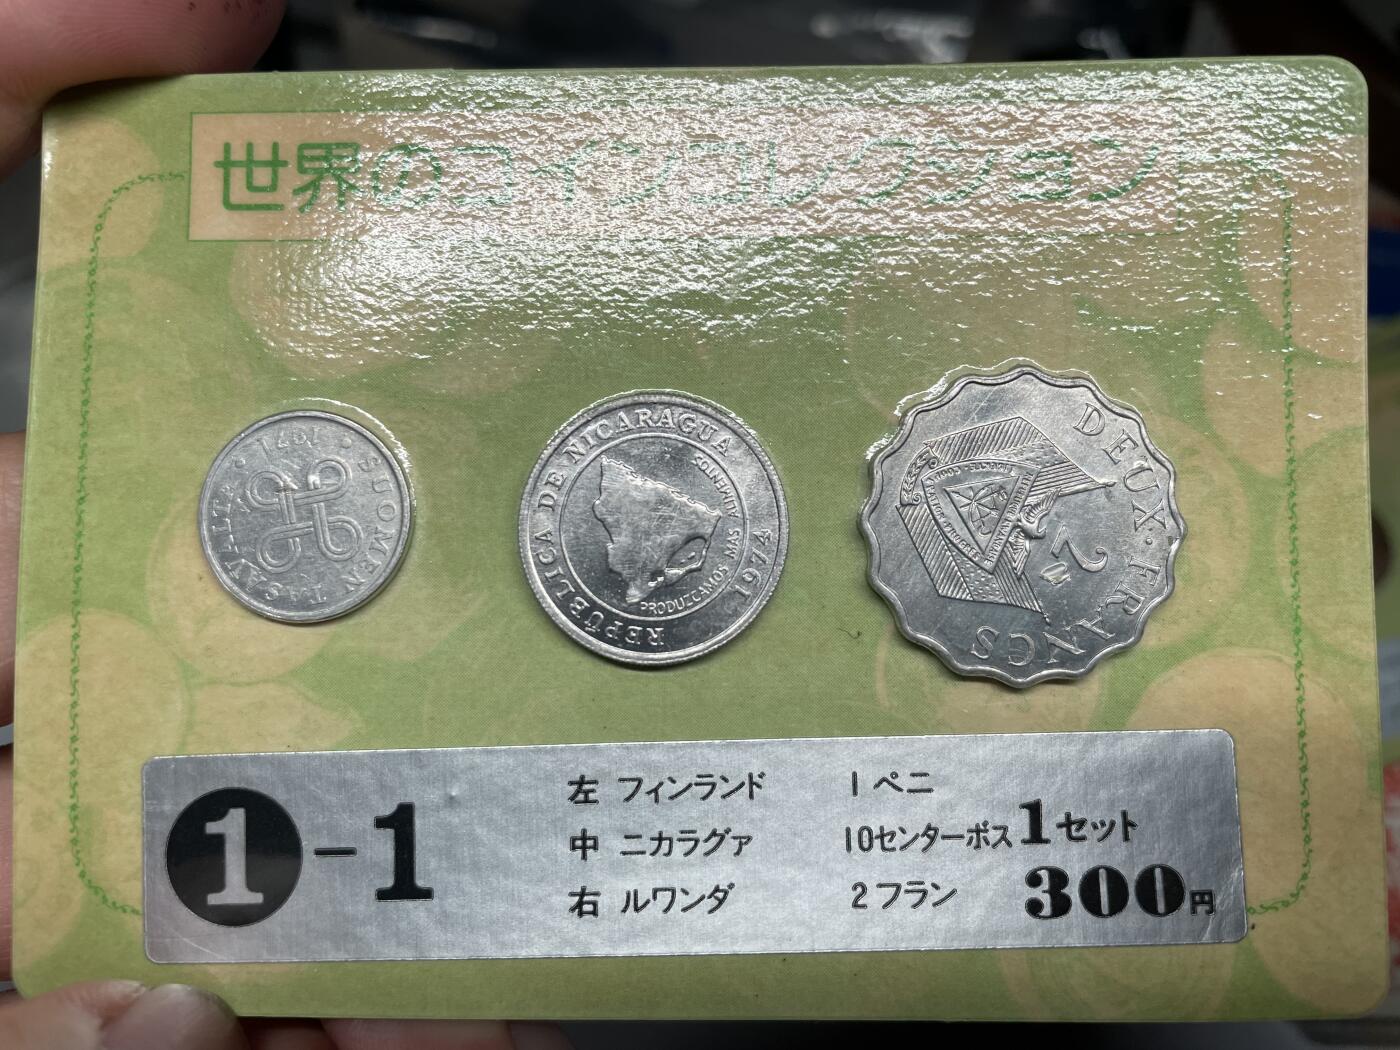 世界のコインコレクション
SUOMEN TASAVALTA
1971
REPÚBLICA DE NICARAGUA
1974
PRODUZCAMOS MAS ALIMENTOS
DEUX · FRANCS
2
1-1
左 フィンランド 1ペニ
中 ニカラグァ 10センターボス
右 ルワンダ 2フラン
1セット
300円